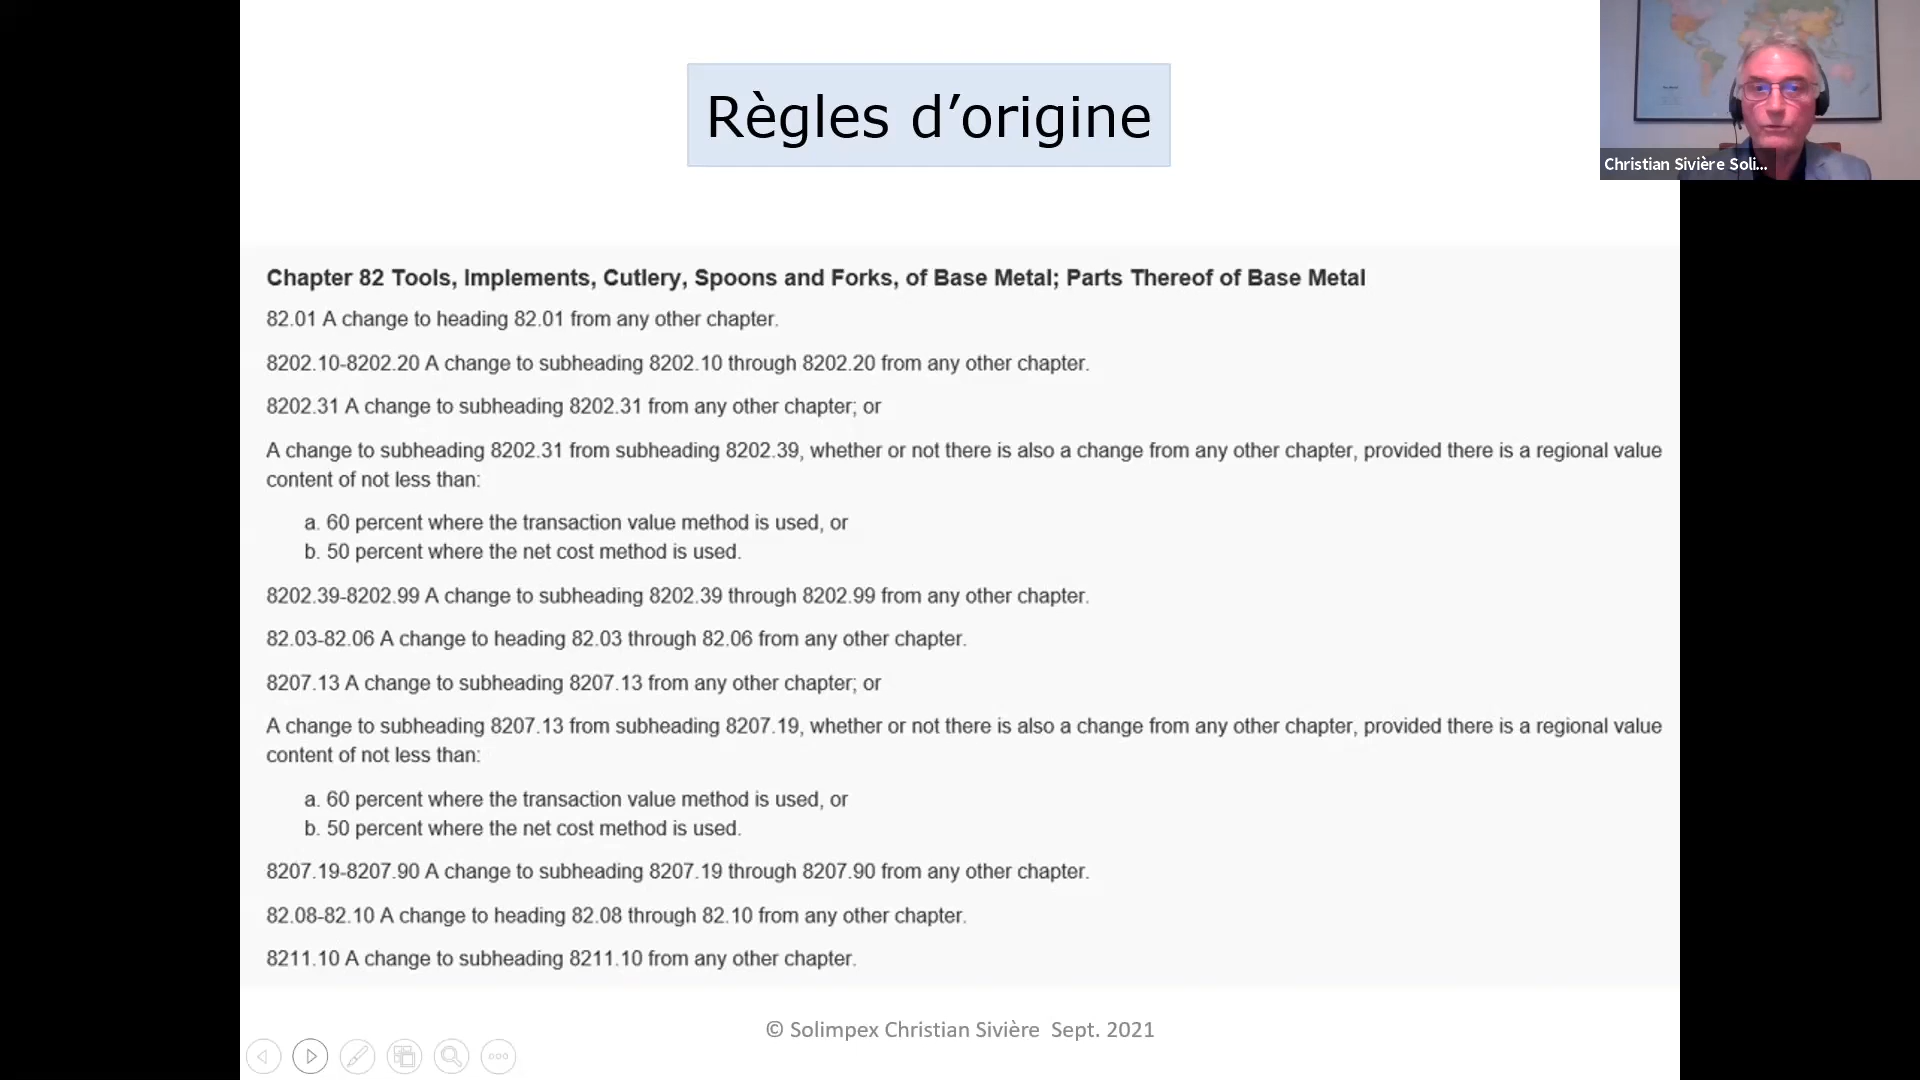 Règles d’origine
Christian Sivière Soli...
Chapter 82 Tools, Implements, Cutlery, Spoons and Forks, of Base Metal; Parts Thereof of Base Metal
82.01 A change to heading 82.01 from any other chapter.
8202.10-8202.20 A change to subheading 8202.10 through 8202.20 from any other chapter.
8202.31 A change to subheading 8202.31 from any other chapter; or
A change to subheading 8202.31 from subheading 8202.39, whether or not there is also a change from any other chapter, provided there is a regional value
content of not less than:
a. 60 percent where the transaction value method is used, or
b. 50 percent where the net cost method is used.
8202.39-8202.99 A change to subheading 8202.39 through 8202.99 from any other chapter.
82.03-82.06 A change to heading 82.03 through 82.06 from any other chapter.
8207.13 A change to subheading 8207.13 from any other chapter; or
A change to subheading 8207.13 from subheading 8207.19, whether or not there is also a change from any other chapter, provided there is a regional value
content of not less than:
a. 60 percent where the transaction value method is used, or
b. 50 percent where the net cost method is used.
8207.19-8207.90 A change to subheading 8207.19 through 8207.90 from any other chapter.
82.08-82.10 A change to heading 82.08 through 82.10 from any other chapter.
8211.10 A change to subheading 8211.10 from any other chapter.
© Solimpex Christian Sivière Sept. 2021